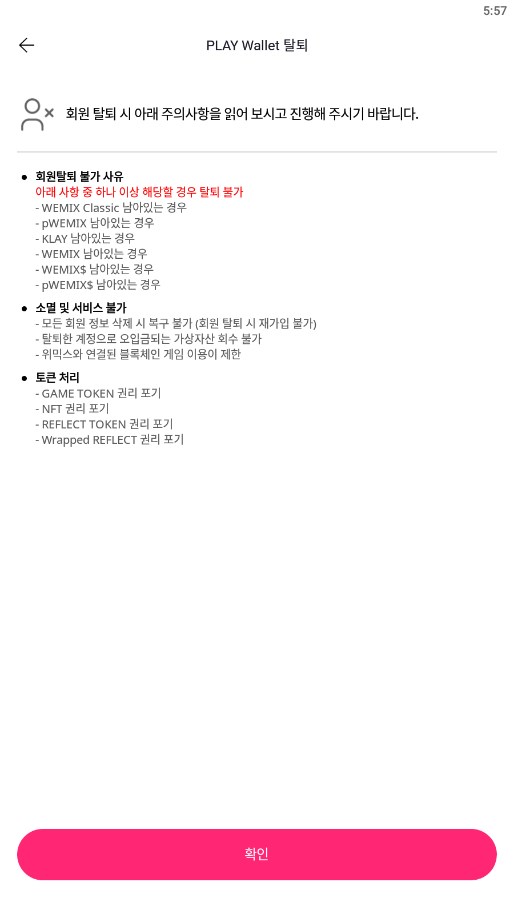 5:57
PLAY Wallet 탈퇴
회원 탈퇴 시 아래 주의사항을 읽어 보시고 진행해 주시기 바랍니다.
• 회원탈퇴 불가 사유
아래 사항 중 하나 이상 해당할 경우 탈퇴 불가
- WEMIX Classic 남아있는 경우
- pWEMIX 남아있는 경우
- KLAY 남아있는 경우
- WEMIX 남아있는 경우
- WEMIX$ 남아있는 경우
- pWEMIX$ 남아있는 경우
• 소멸 및 서비스 불가
- 모든 회원 정보 삭제 시 복구 불가 (회원 탈퇴 시 재가입 불가)
- 탈퇴한 계정으로 오입금되는 가상자산 회수 불가
- 위믹스와 연결된 블록체인 게임 이용이 제한
• 토큰 처리
- GAME TOKEN 권리 포기
- NFT 권리 포기
- REFLECT TOKEN 권리 포기
- Wrapped REFLECT 권리 포기
확인